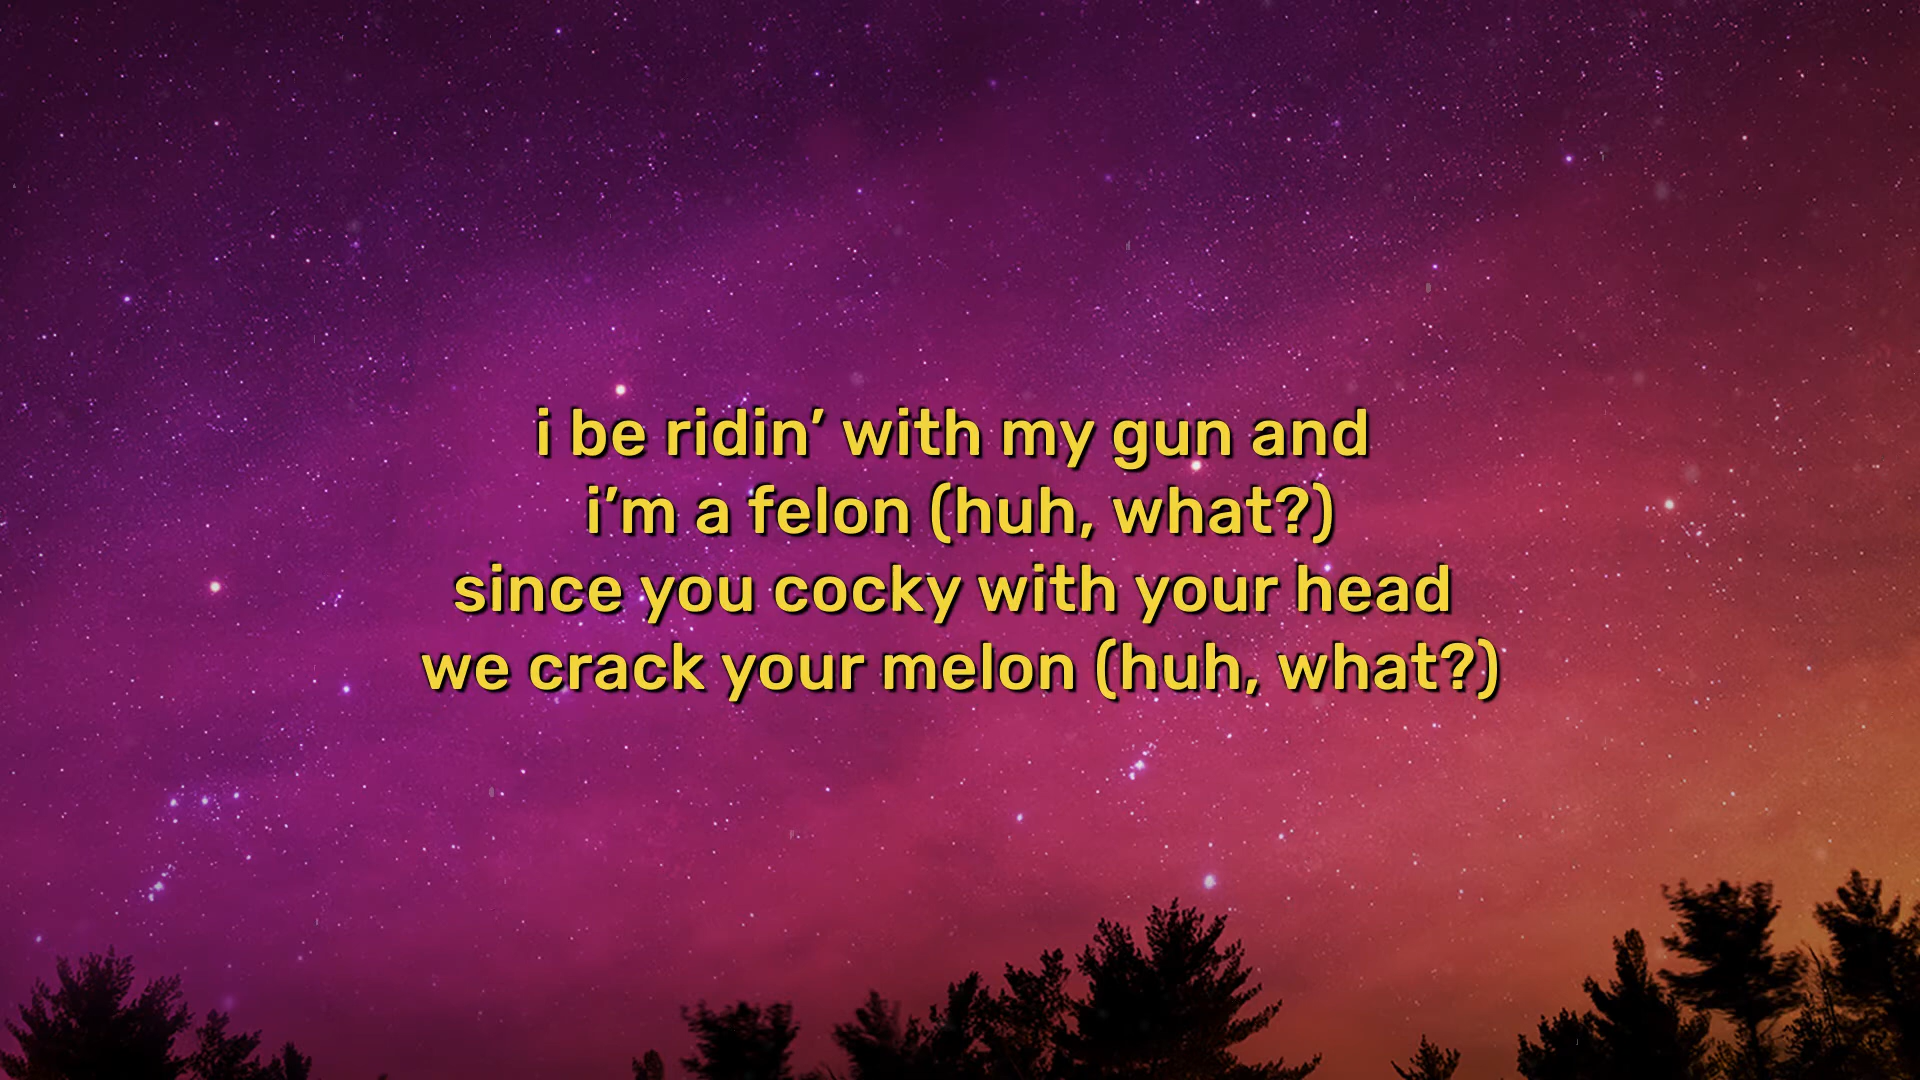 i be ridin’ with my gun and
i’m a felon (huh, what?)
since you cocky with your head
we crack your melon (huh, what?)